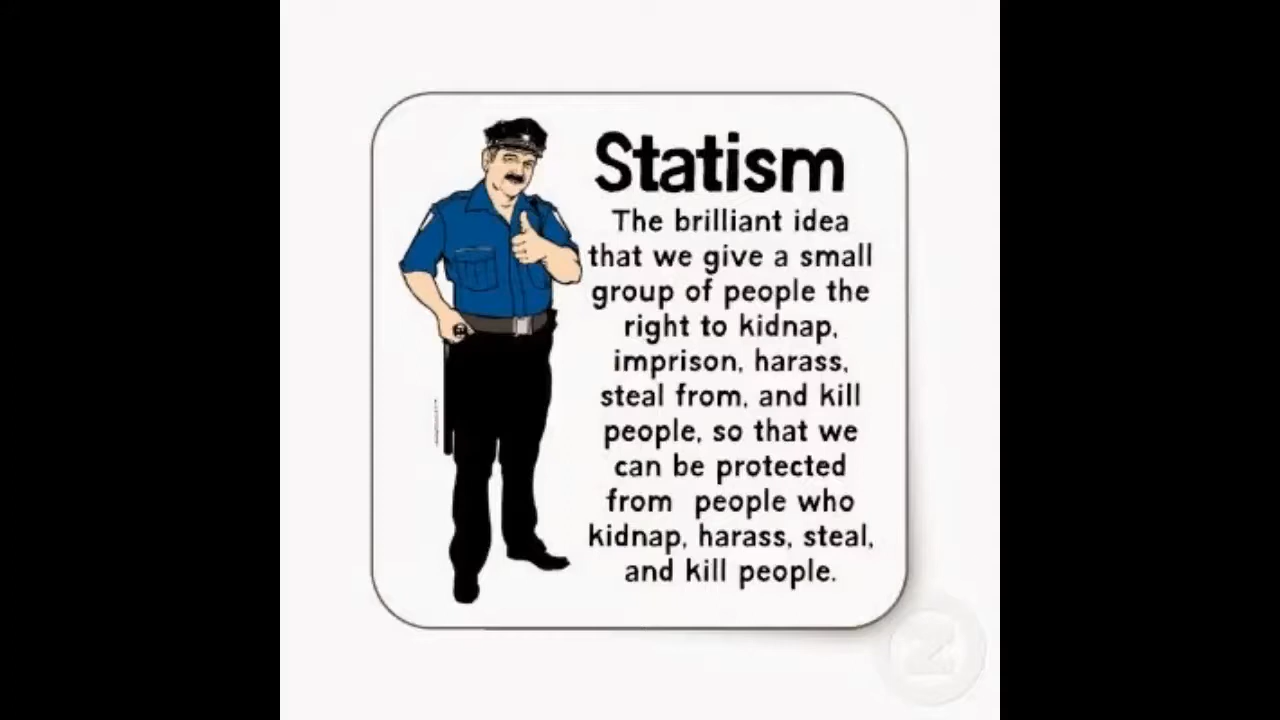 Statism
The brilliant idea
that we give a small
group of people the
right to kidnap,
imprison, harass,
steal from, and kill
people, so that we
can be protected
from people who
kidnap, harass, steal,
and kill people.